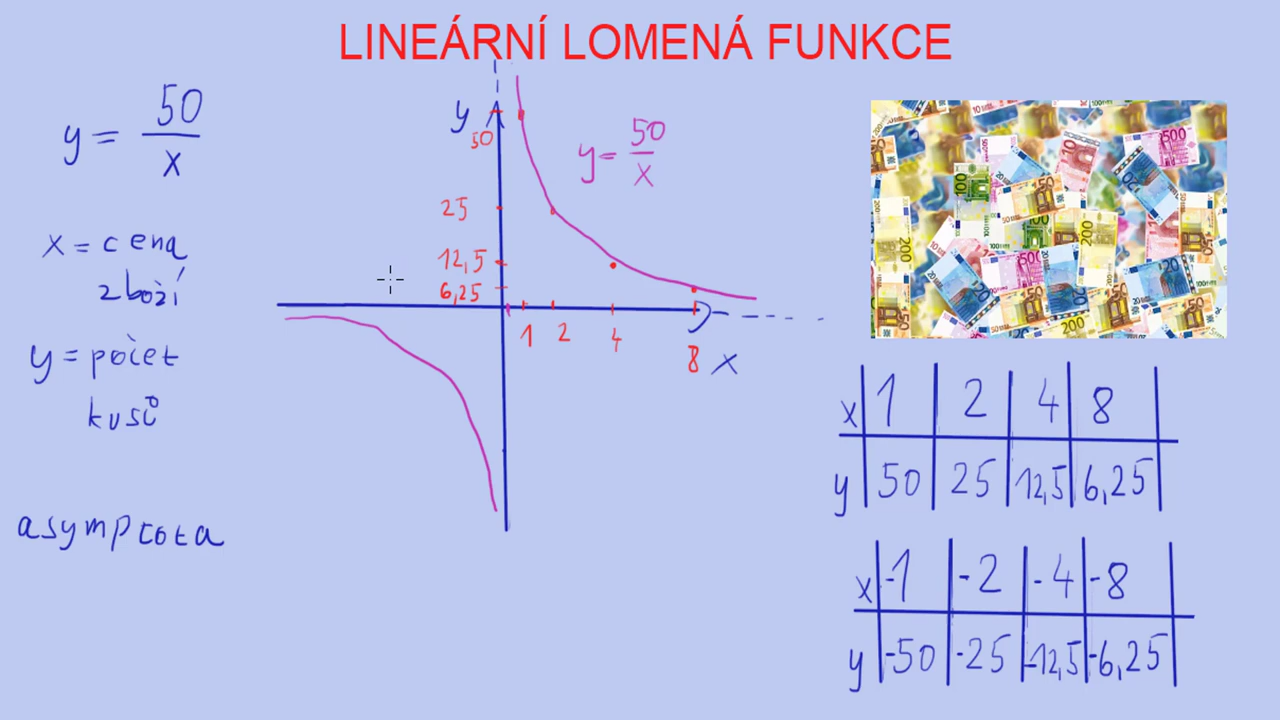 LINEÁRNÍ LOMENÁ FUNKCE
y = 50/x
x = cena
zboží
y = počet
kusů
asymptota
y
50
25
12,5
6,25
1 2 4 8 x
y = 50/x
x 1 2 4 8
y 50 25 12,5 6,25
x -1 -2 -4 -8
y -50 -25 -12,5 -6,25